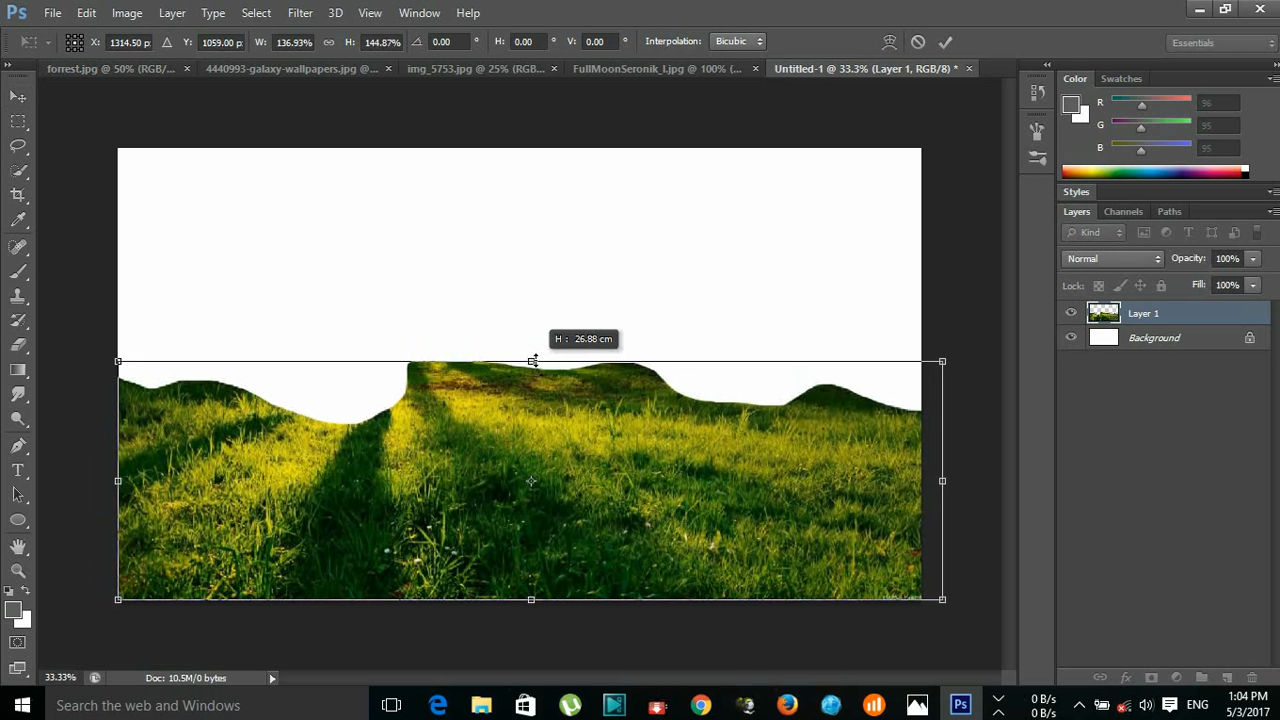 Ps File Edit Image Layer Type Select Filter 3D View Window Help
X: 1314.50 p: Y: 1059.00 p: W: 136.93% H: 144.87% 0.00 ° H: 0.00 ° V: 0.00 ° Interpolation: Bicubic Essentials
forrest.jpg @ 50% (RGB/... × 4440993-galaxy-wallpapers.jpg @... × img_5753.jpg @ 25% (RGB... × FullMoonSeronik_l.jpg @ 100% (... × Untitled-1 @ 33.3% (Layer 1, RGB/8) * ×
Color Swatches
R 96
G 95
B 95
Styles
Layers Channels Paths
Kind
Normal Opacity: 100%
Lock: Fill: 100%
Layer 1
Background
H : 26.88 cm
33.33% Doc: 10.5M/0 bytes
Search the web and Windows
Ps
0 B/s
0 B/s
1:04 PM
5/3/2017